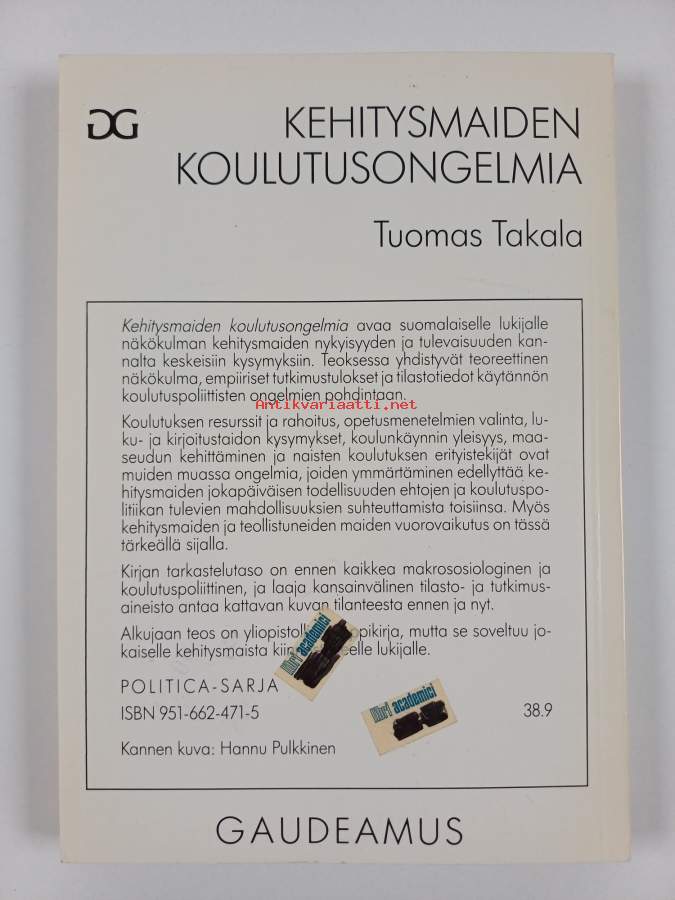 GG
KEHITYSMAIDEN
KOULUTUSONGELMIA
Tuomas Takala
Kehitysmaiden koulutusongelmia avaa suomalaiselle lukijalle
näkökulman kehitysmaiden nykyisyyden ja tulevaisuuden kan-
nalta keskeisiin kysymyksiin. Teoksessa yhdistyvät teoreettinen
näkökulma, empiiriset tutkimustulokset ja tilastotiedot käytännön
koulutuspoliittisten ongelmien pohdintaan.
Antikvariaatti.net
Koulutuksen resurssit ja rahoitus, opetusmenetelmien valinta, lu-
ku- ja kirjoitustaidon kysymykset, koulunkäynnin yleisyys, maa-
seudun kehittäminen ja naisten koulutuksen erityistekijät ovat
muiden muassa ongelmia, joiden ymmärtäminen edellyttää ke-
hitysmaiden jokapäiväisen todellisuuden ehtojen ja koulutuspo-
litiikan tulevien mahdollisuuksien suhteuttamista toisiinsa. Myös
kehitysmaiden ja teollistuneiden maiden vuorovaikutus on tässä
tärkeällä sijalla.
Kirjan tarkastelutaso on ennen kaikkea makrososiologinen ja
koulutuspoliittinen, ja laaja kansainvälinen tilasto- ja tutkimus-
aineisto antaa kattavan kuvan tilanteesta ennen ja nyt.
Alkujaan teos on mutta se soveltuu jo-
kaiselle kehitysmaista lukijalle.
academici
POLITICA-SARJA
academici
ISBN 951-662-471-5
38.9
Kannen kuva: Hannu Pulkkinen
GAUDEAMUS